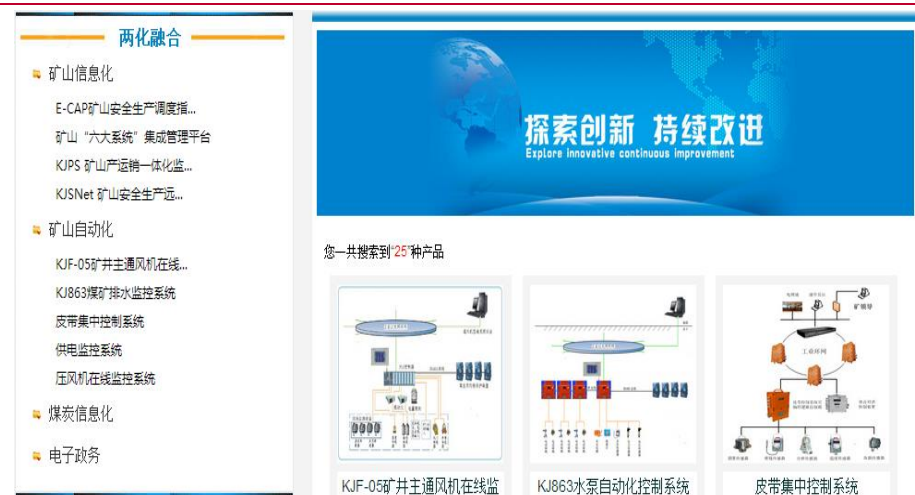 两化融合
矿山信息化
E-CAP矿山安全生产调度指...
矿山“六大系统”集成管理平台
KJPS 矿山产运销一体化监...
KJSNet 矿山安全生产远...
矿山自动化
KJF-05矿井主通风机在线...
KJ863煤矿排水监控系统
皮带集中控制系统
供电监控系统
压风机在线监控系统
煤炭信息化
电子政务
探索创新 持续改进
Explore innovative continuous improvement
您一共搜索到“25”种产品
矿领导
工业环网
KJF-05矿井主通风机在线监
KJ863水泵自动化控制系统
皮带集中控制系统